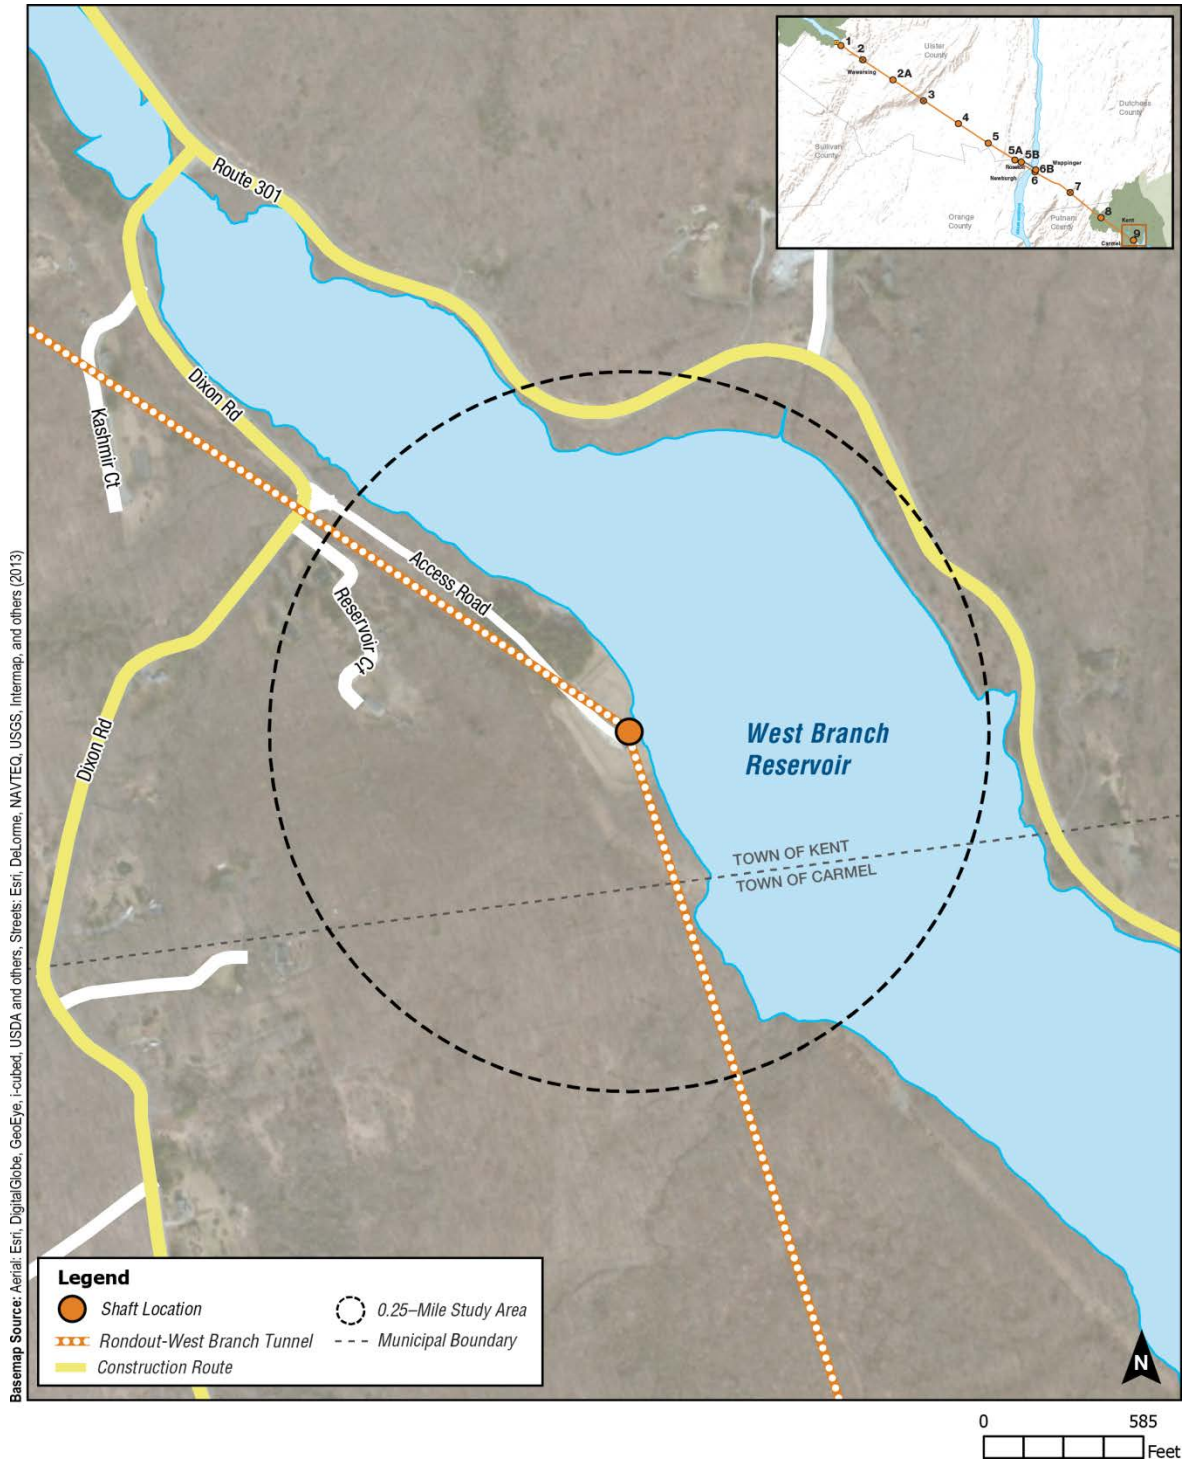 1
2
Ulster
County
Wawarsing
2A
3
Dutchess
County
4
5
Sullivan
County
5A
5B
Wappinger
6B
Newburgh
6
7
Orange
County
Putnam
County
8
Kent
9
Carmel
Route 301
Dixon Rd
Kashmir Ct
Access Road
Reservoir Ct
Dixon Rd
West Branch
Reservoir
TOWN OF KENT
TOWN OF CARMEL
Basemap Source: Aerial: Esri, DigitalGlobe, GeoEye, i-cubed, USDA and others, Streets: Esri, DeLorme, NAVTEQ, USGS, Intermap, and others (2013)
Legend
Shaft Location
0.25–Mile Study Area
Rondout-West Branch Tunnel
Municipal Boundary
Construction Route
N
0 585
Feet